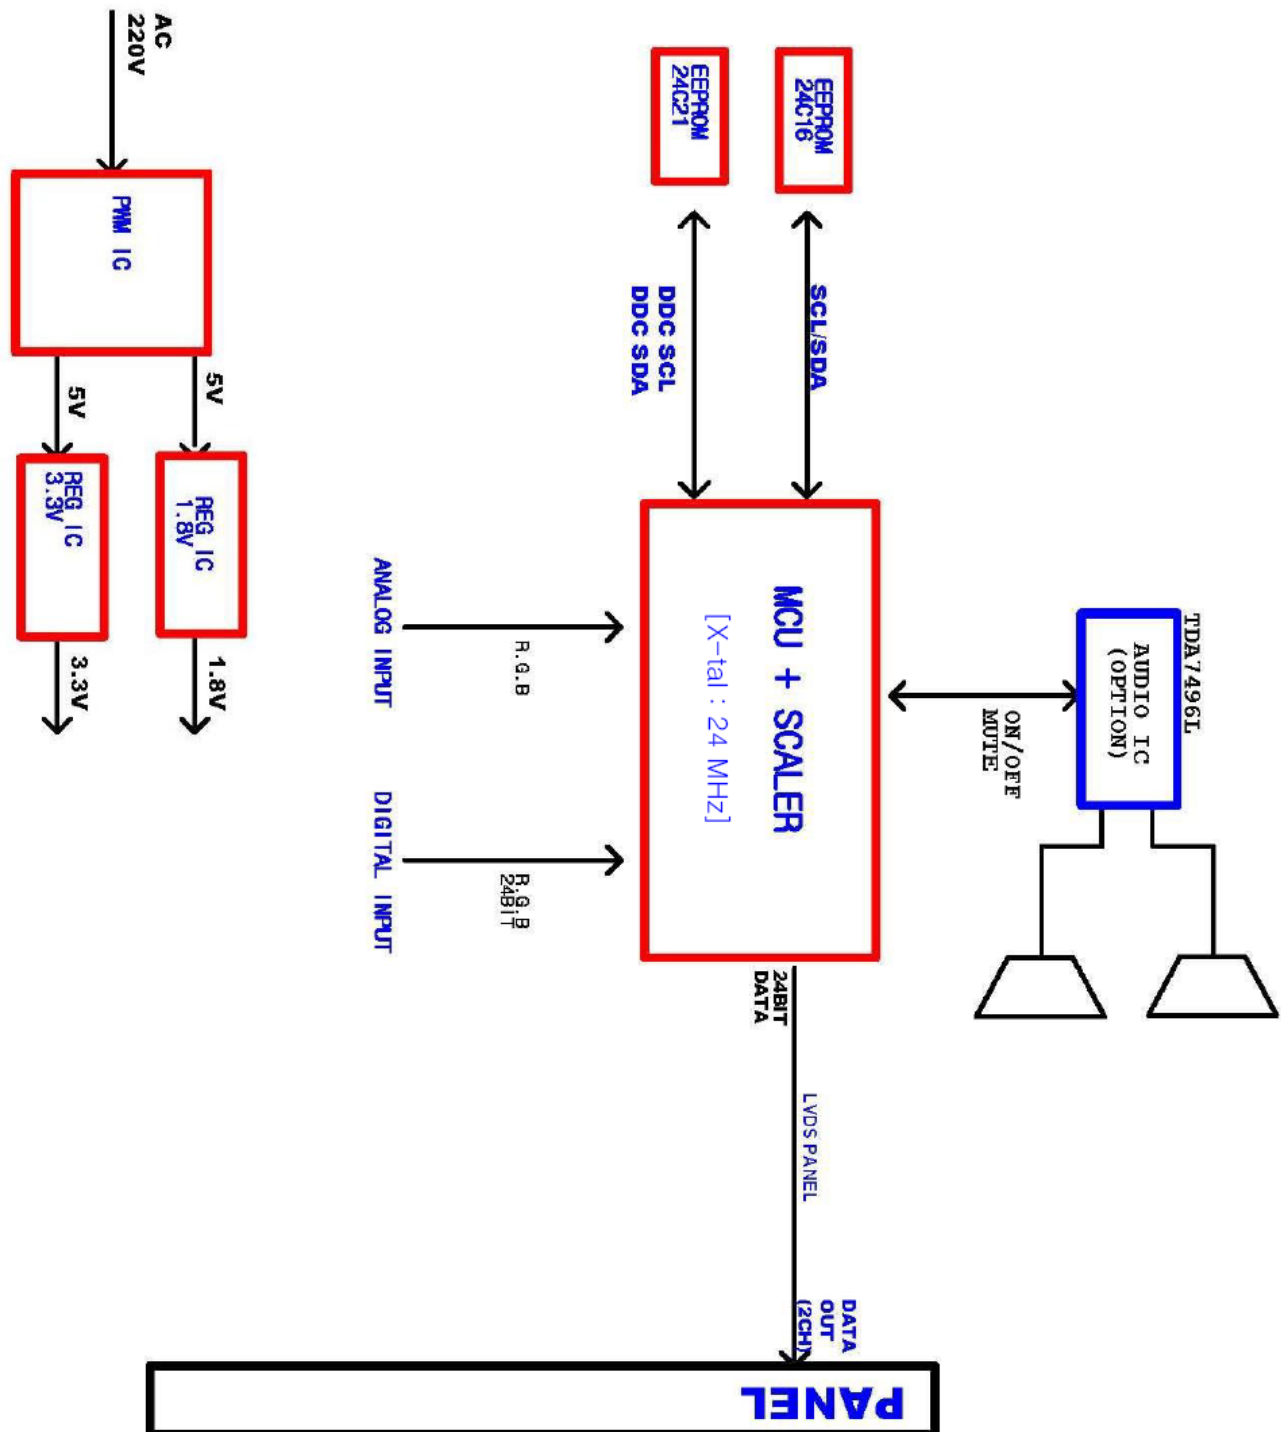 TDA7496L
AUDIO IC
(OPTION)
ON/OFF
MUTE
EEPROM
24C16
SCL/SDA
EEPROM
24C21
DDC SCL
DDC SDA
MCU + SCALER
[X-tal : 24 MHz]
24BIT
DATA
LVDS PANEL
DATA
OUT
(2CH)
PANEL
ANALOG INPUT
R.G.B
DIGITAL INPUT
R.G.B
24BIT
AC
220V
PWM IC
5V
REG IC
1.8V
1.8V
5V
REG IC
3.3V
3.3V